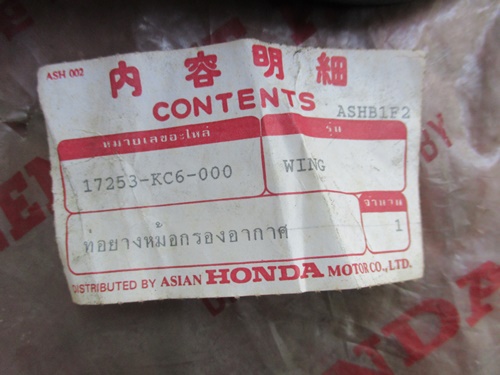 ASH 002
内容明細
CONTENTS
ASHB1F2
หมายเลขอะไหล่
รุ่น
17253-KC6-000
WING
จำนวน
ท่อยางหม้อกรองอากาศ
1
DISTRIBUTED BY ASIAN HONDA MOTOR CO., LTD.
BY